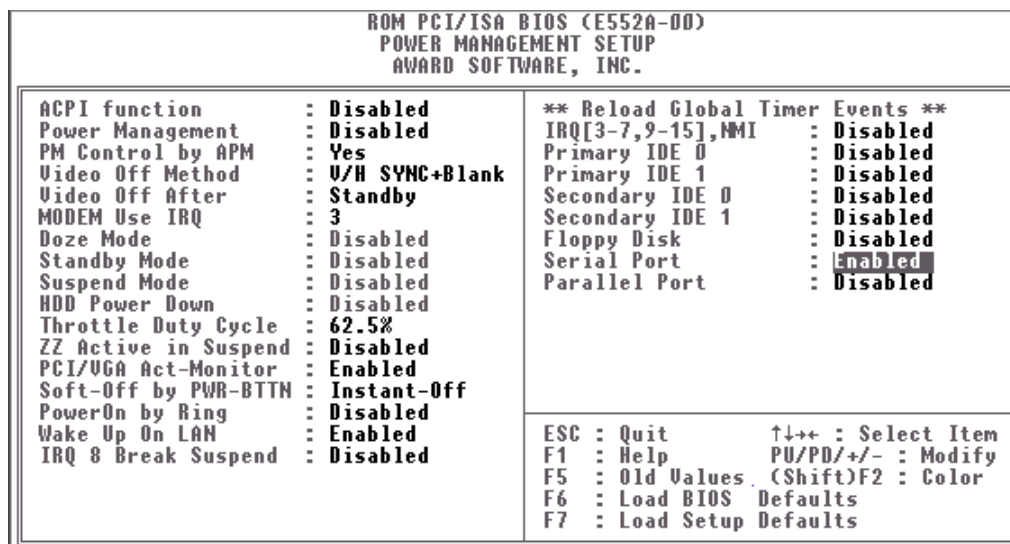 ROM PCI/ISA BIOS (E552A-00)
POWER MANAGEMENT SETUP
AWARD SOFTWARE, INC.
ACPI function : Disabled
Power Management : Disabled
PM Control by APM : Yes
Video Off Method : V/H SYNC+Blank
Video Off After : Standby
MODEM Use IRQ : 3
Doze Mode : Disabled
Standby Mode : Disabled
Suspend Mode : Disabled
HDD Power Down : Disabled
Throttle Duty Cycle : 62.5%
ZZ Active in Suspend : Disabled
PCI/VGA Act-Monitor : Enabled
Soft-Off by PWR-BTTN : Instant-Off
PowerOn by Ring : Disabled
Wake Up On LAN : Enabled
IRQ 8 Break Suspend : Disabled
** Reload Global Timer Events **
IRQ[3-7,9-15],NMI : Disabled
Primary IDE 0 : Disabled
Primary IDE 1 : Disabled
Secondary IDE 0 : Disabled
Secondary IDE 1 : Disabled
Floppy Disk : Disabled
Serial Port : Enabled
Parallel Port : Disabled
ESC : Quit ↑↓→← : Select Item
F1 : Help PU/PD/+/- : Modify
F5 : Old Values (Shift)F2 : Color
F6 : Load BIOS Defaults
F7 : Load Setup Defaults